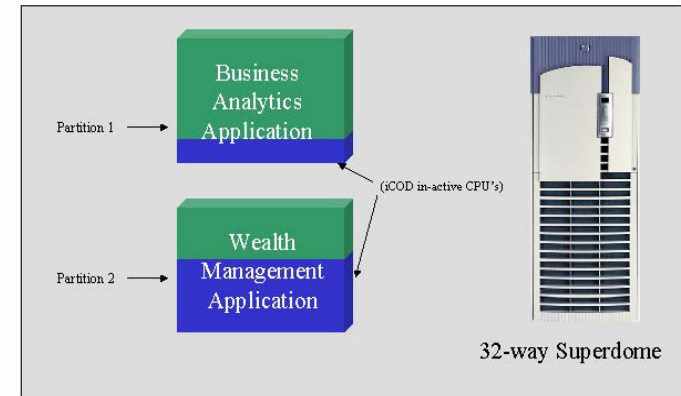 Business
Analytics
Application
Partition 1
(iCOD in-active CPU's)
Wealth
Management
Application
Partition 2
32-way Superdome